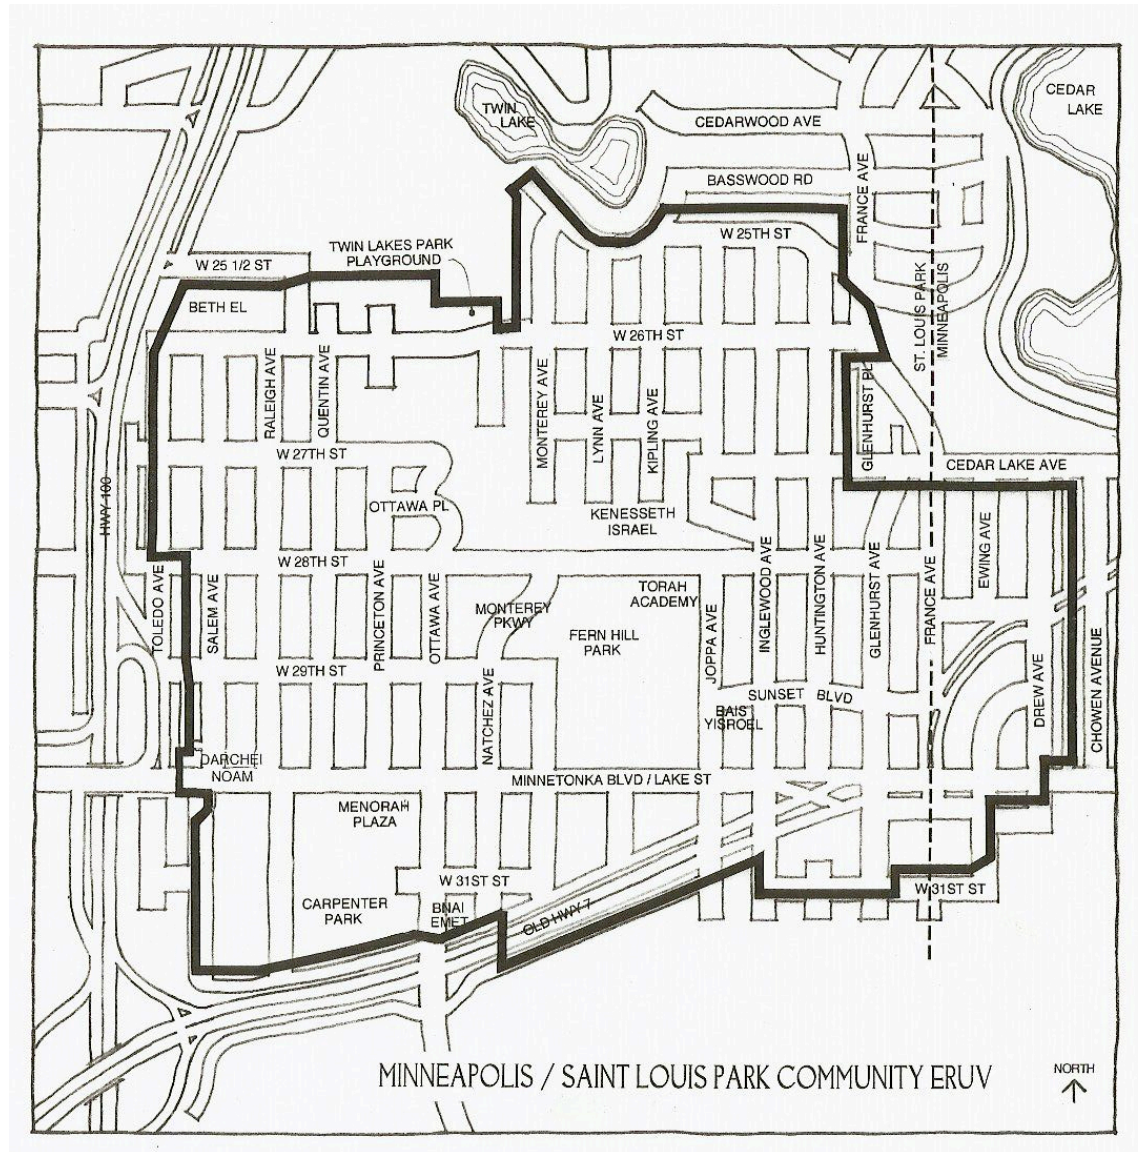 CEDAR
LAKE
TWIN
LAKE
CEDARWOOD AVE
BASSWOOD RD
FRANCE AVE
W 25TH ST
TWIN LAKES PARK
PLAYGROUND
W 25 1/2 ST
BETH EL
ST. LOUIS PARK
MINNEAPOLIS
W 26TH ST
RALEIGH AVE
QUENTIN AVE
MONTEREY AVE
LYNN AVE
KIPLING AVE
GLENHURST PL
W 27TH ST
CEDAR LAKE AVE
HWY 100
OTTAWA PL
KENESSETH
ISRAEL
W 28TH ST
TOLEDO AVE
SALEM AVE
PRINCETON AVE
OTTAWA AVE
MONTEREY
PKWY
TORAH
ACADEMY
FERN HILL
PARK
JOPPA AVE
INGLEWOOD AVE
HUNTINGTON AVE
GLENHURST AVE
FRANCE AVE
EWING AVE
W 29TH ST
NATCHEZ AVE
SUNSET BLVD
BAIS
YISROEL
DREW AVE
CHOWEN AVENUE
DARCHEI
NOAM
MINNETONKA BLVD / LAKE ST
MENORAH
PLAZA
W 31ST ST
W 31ST ST
CARPENTER
PARK
BNAI
EMET
OLD HWY 7
MINNEAPOLIS / SAINT LOUIS PARK COMMUNITY ERUV
NORTH